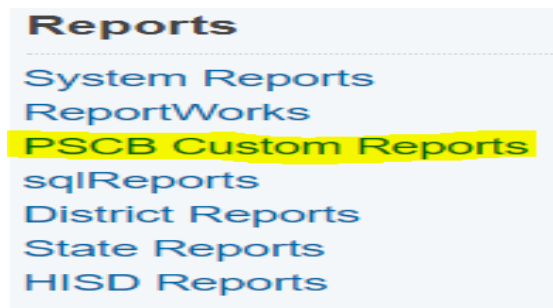 Reports
System Reports
ReportWorks
PSCB Custom Reports
sqlReports
District Reports
State Reports
HISD Reports